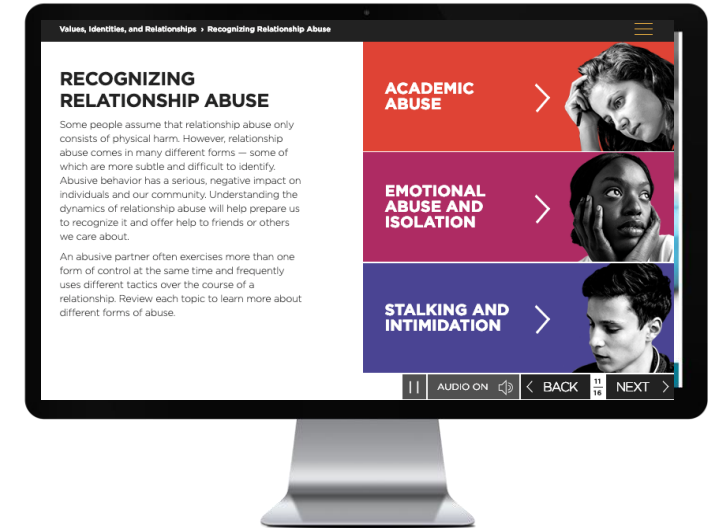 Values, Identities, and Relationships › Recognizing Relationship Abuse
RECOGNIZING
RELATIONSHIP ABUSE
Some people assume that relationship abuse only
consists of physical harm. However, relationship
abuse comes in many different forms — some of
which are more subtle and difficult to identify.
Abusive behavior has a serious, negative impact on
individuals and our community. Understanding the
dynamics of relationship abuse will help prepare us
to recognize it and offer help to friends or others
we care about.
An abusive partner often exercises more than one
form of control at the same time and frequently
uses different tactics over the course of a
relationship. Review each topic to learn more about
different forms of abuse.
ACADEMIC
ABUSE
EMOTIONAL
ABUSE AND
ISOLATION
STALKING AND
INTIMIDATION
AUDIO ON
BACK
11
16
NEXT